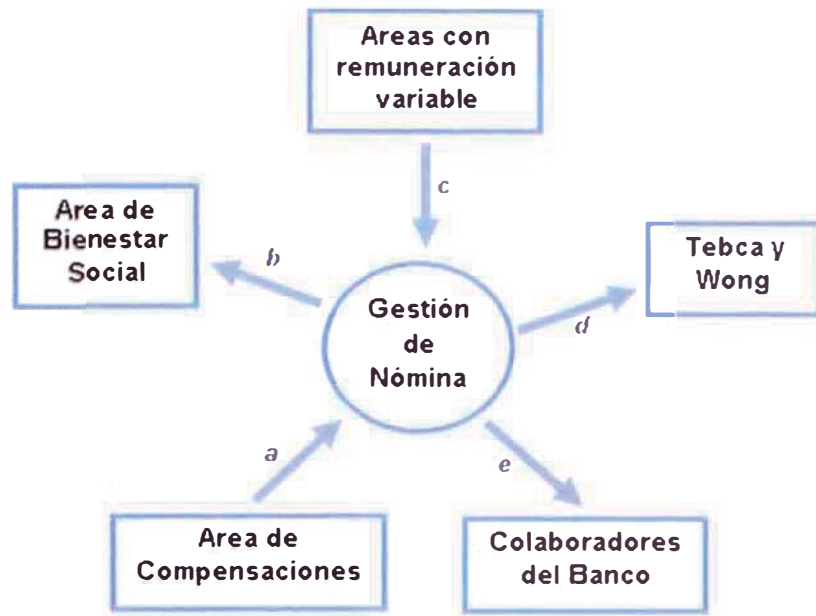 Areas con
remuneración
variable
c
Area de
Bienestar
Social
b
Tebca y
Wong
d
Gestión
de
Nómina
a
e
Area de
Compensaciones
Colaboradores
del Banco